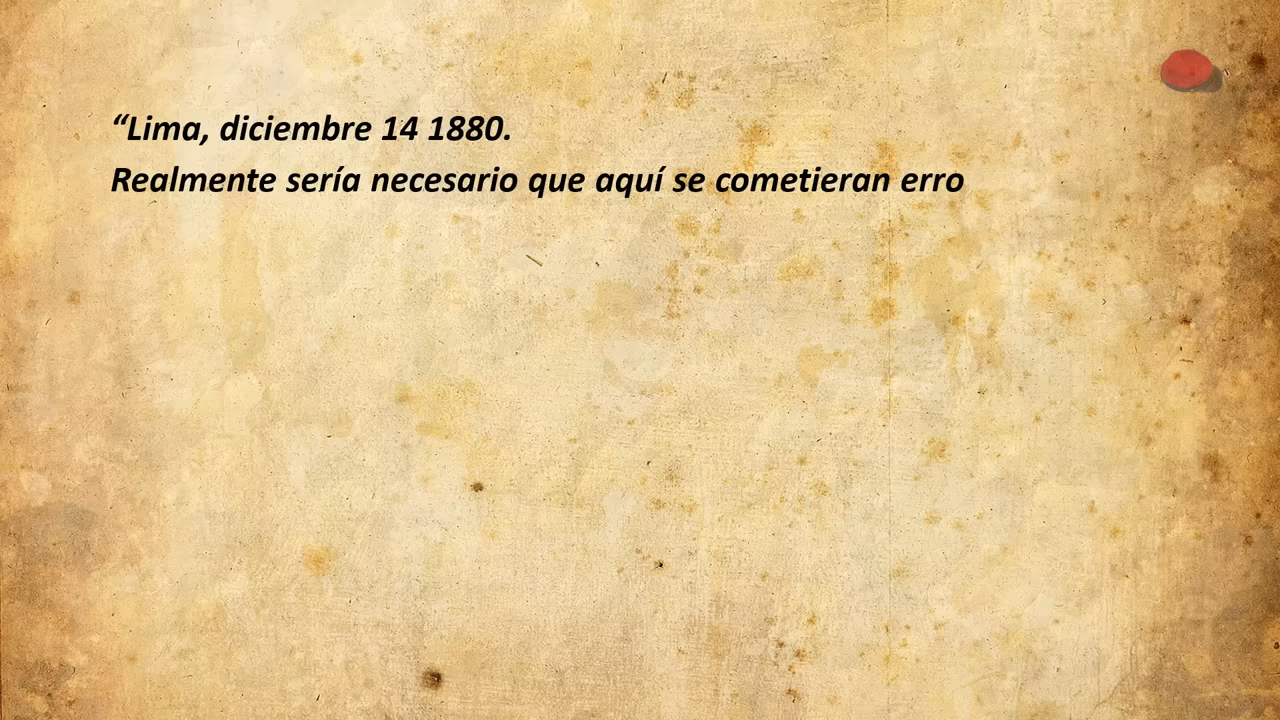 “Lima, diciembre 14 1880.
Realmente sería necesario que aquí se cometieran erro